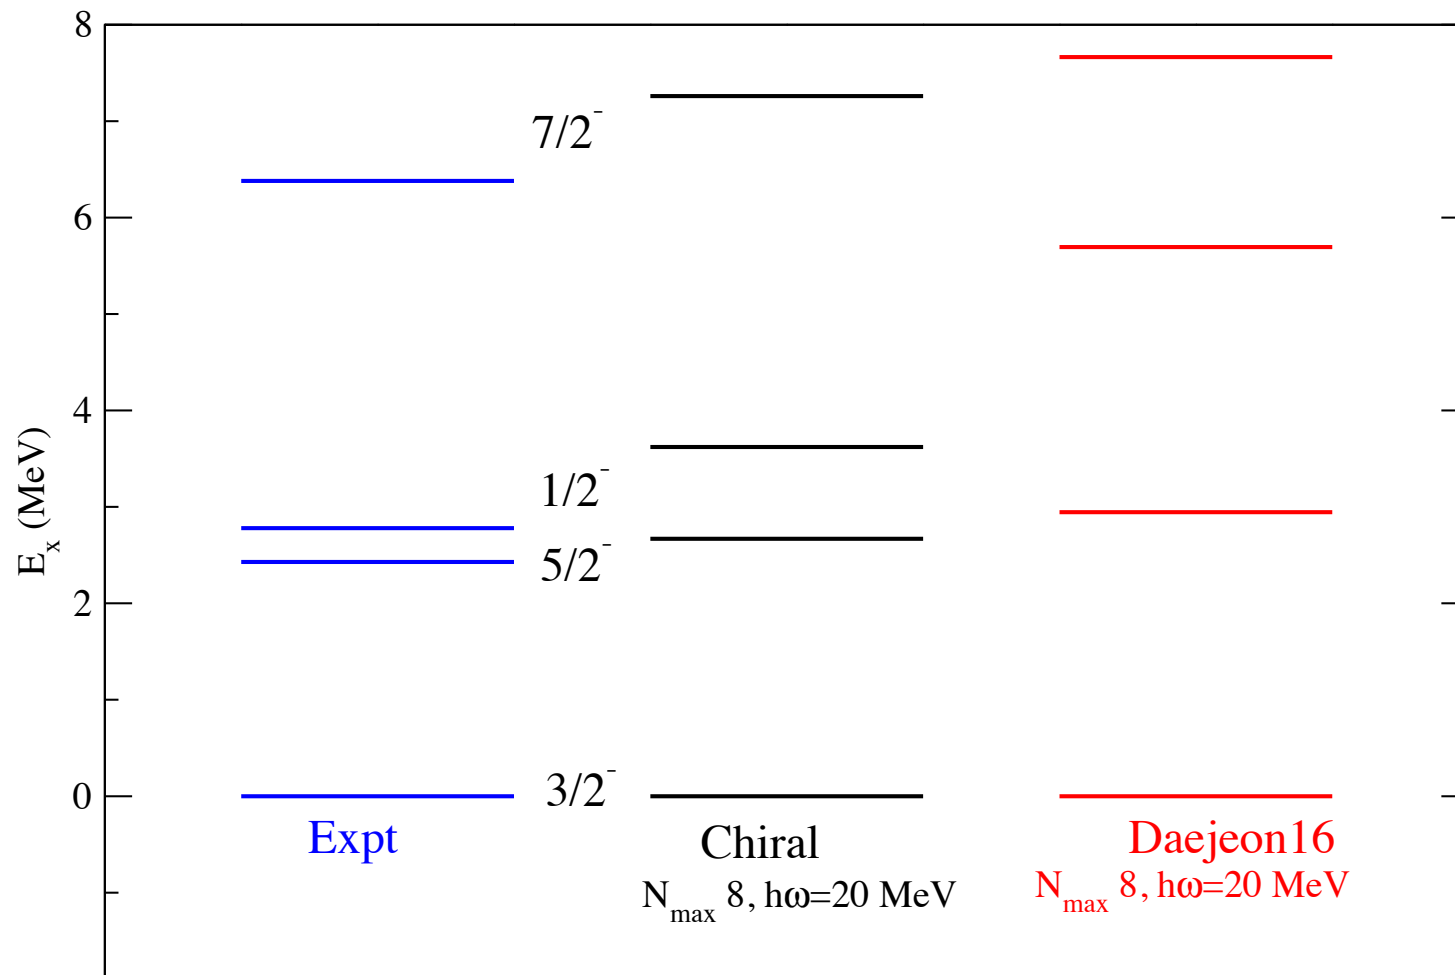 8
7/2⁻
6
4
1/2⁻
5/2⁻
E_x (MeV)
2
0
3/2⁻
Expt
Chiral
Daejeon16
N_max 8, hω=20 MeV
N_max 8, hω=20 MeV